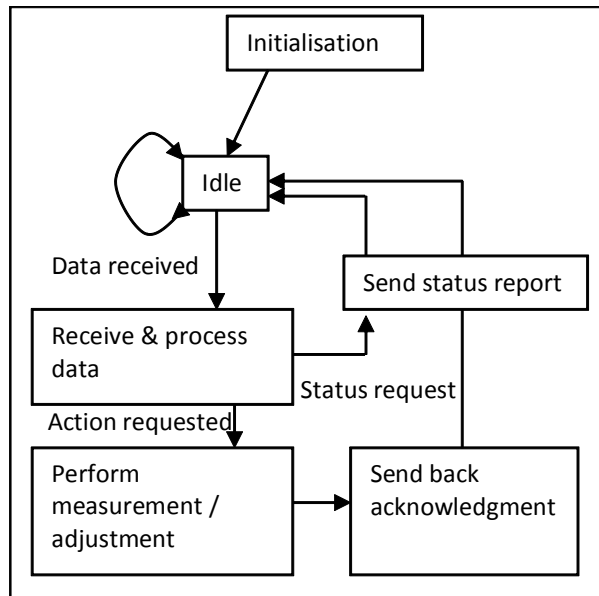 Initialisation
Idle
Data received
Send status report
Receive & process
data
Status request
Action requested
Perform
measurement /
adjustment
Send back
acknowledgment